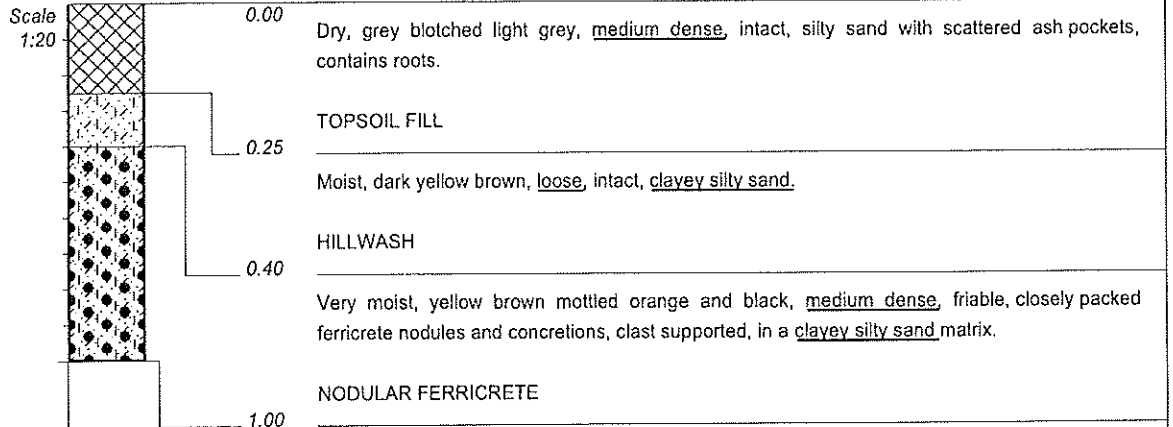 Scale
1:20
0.00
Dry, grey blotched light grey, medium dense, intact, silly sand with scattered ash pockets,
contains roots.
TOPSOIL FILL
0.25
Moist, dark yellow brown, loose, intact, clayey silty sand.
HILLWASH
0.40
Very moist, yellow brown mottled orange and black, medium dense, friable, closely packed
ferricrete nodules and concretions, clast supported, in a clayey silty sand matrix.
NODULAR FERRICRETE
1.00